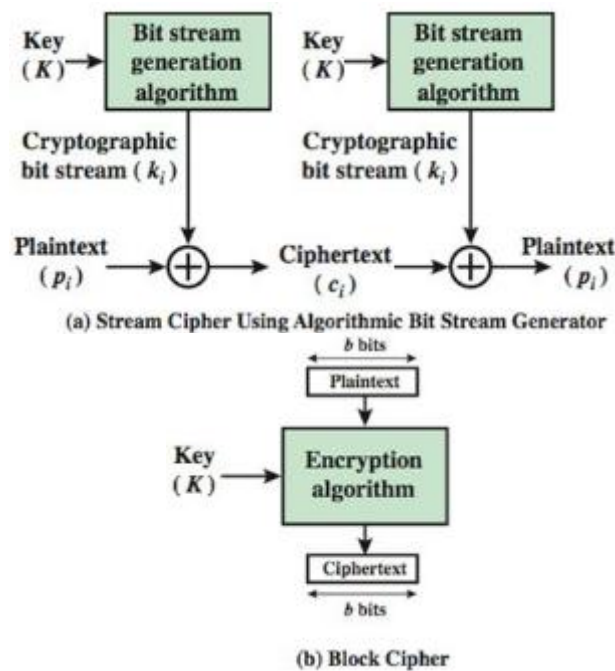 Key
(K)
Bit stream
generation
algorithm
Key
(K)
Bit stream
generation
algorithm
Cryptographic
bit stream (kᵢ)
Cryptographic
bit stream (kᵢ)
Plaintext
(pᵢ)
Ciphertext
(cᵢ)
Plaintext
(pᵢ)
(a) Stream Cipher Using Algorithmic Bit Stream Generator
b bits
Plaintext
Key
(K)
Encryption
algorithm
Ciphertext
b bits
(b) Block Cipher